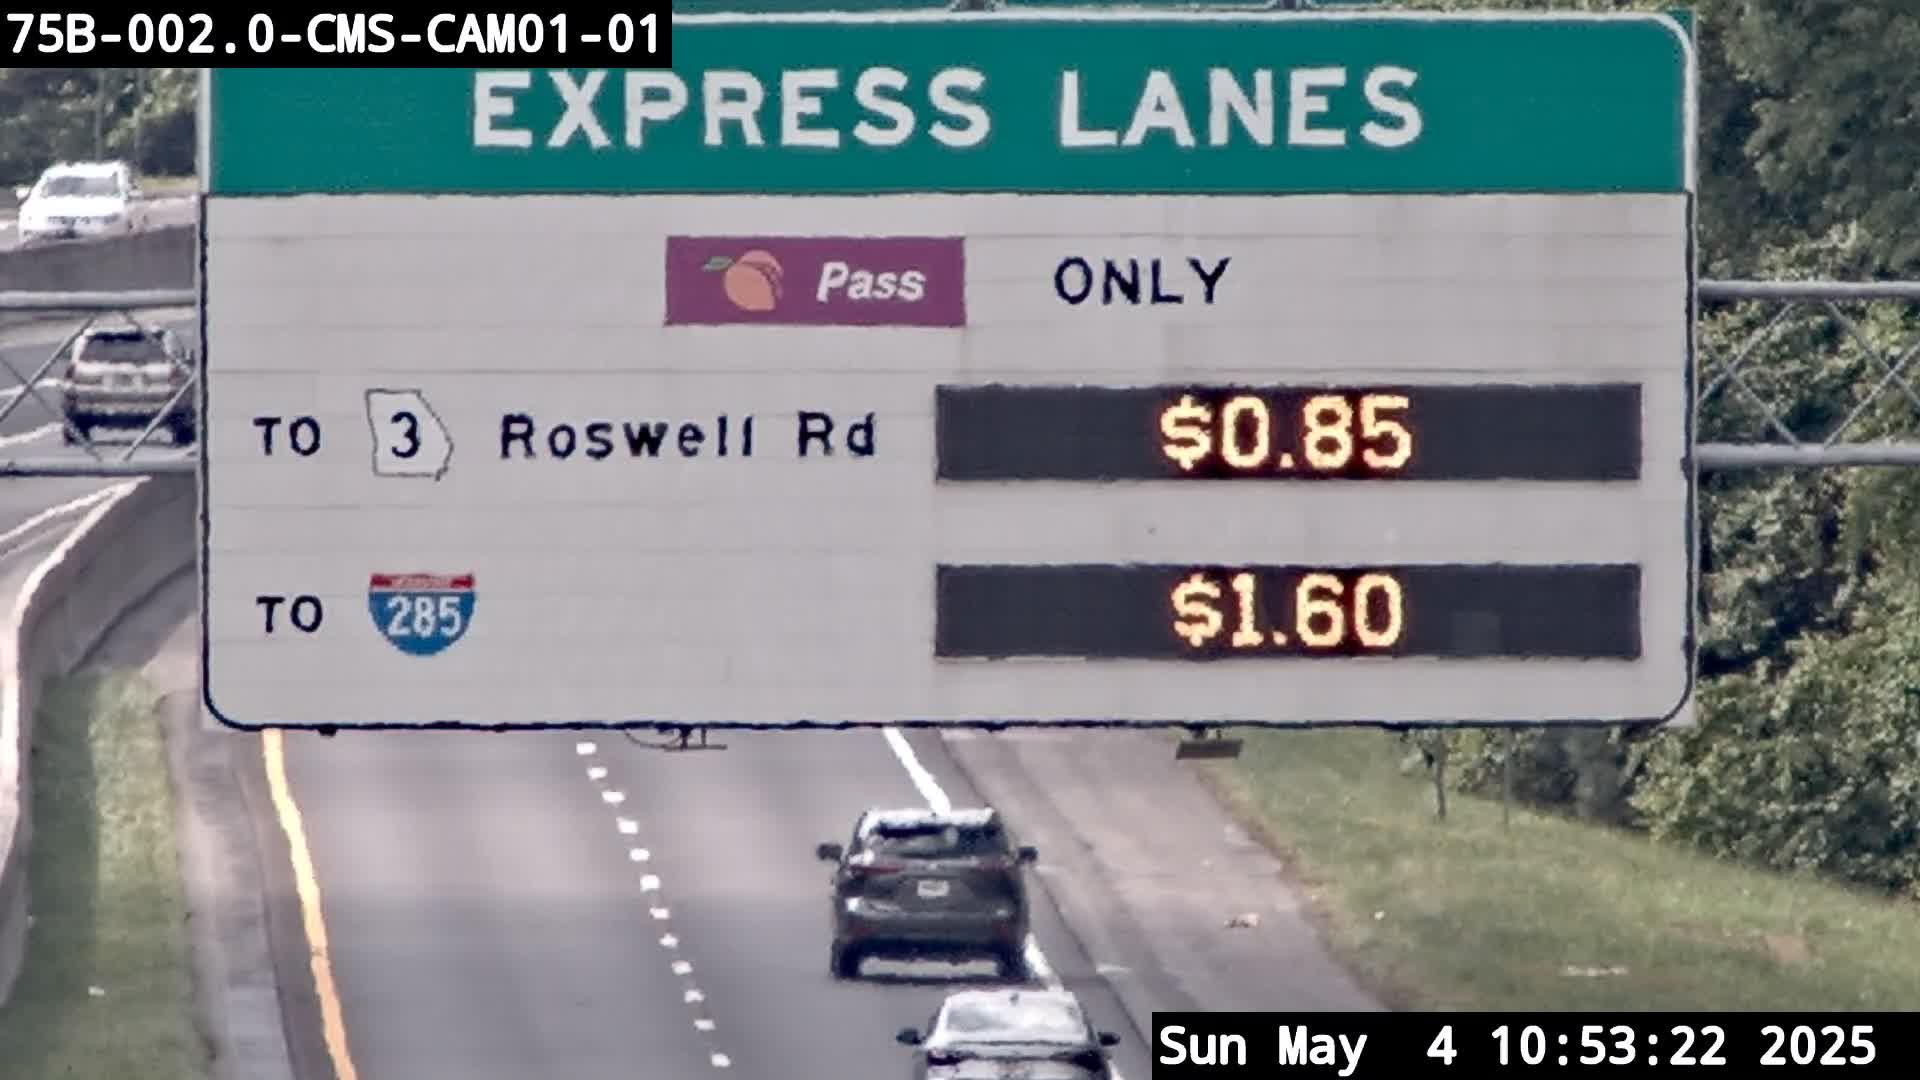 75B-002.0-CMS-CAM01-01
EXPRESS LANES
Pass ONLY
TO 3 Roswell Rd $0.85
TO 285 $1.60
Sun May 4 10:53:22 2025